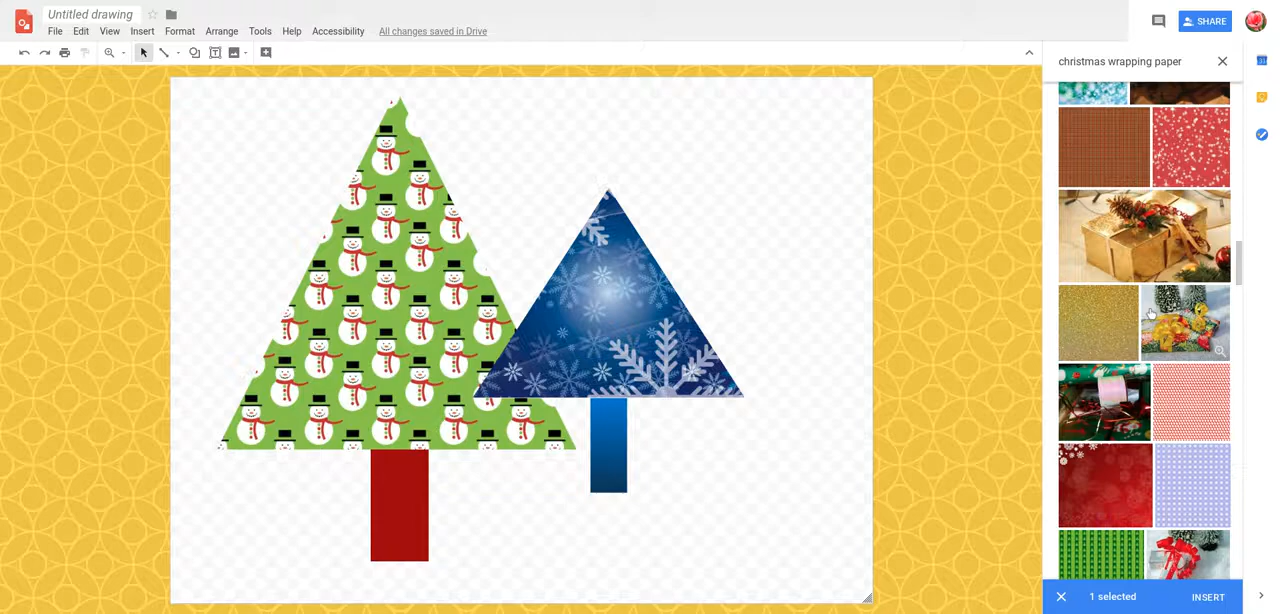 Untitled drawing
File Edit View Insert Format Arrange Tools Help Accessibility All changes saved in Drive
SHARE
christmas wrapping paper
1 selected
INSERT